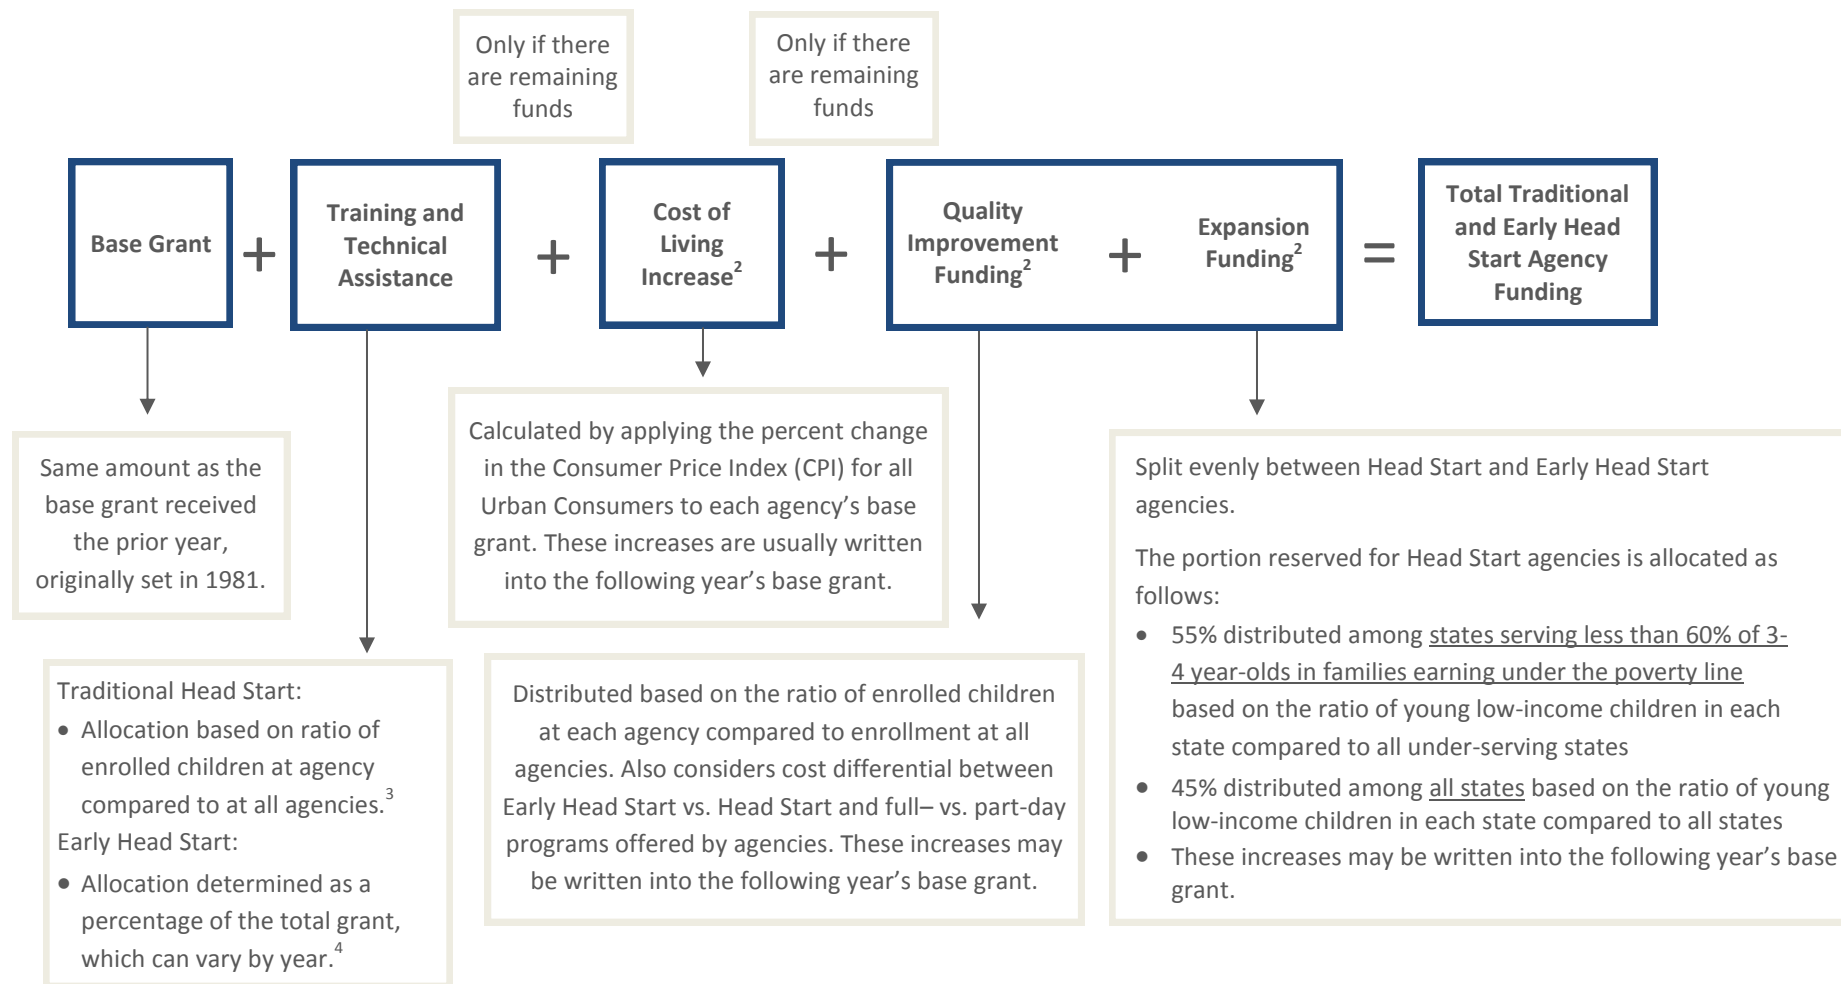 Only if there
are remaining
funds
Only if there
are remaining
funds
Base Grant
+
Training and
Technical
Assistance
+
Cost of
Living
Increase2
+
Quality
Improvement
Funding2
+
Expansion
Funding2
=
Total Traditional
and Early Head
Start Agency
Funding
Same amount as the
base grant received
the prior year,
originally set in 1981.
Traditional Head Start:
• Allocation based on ratio of
enrolled children at agency
compared to at all agencies.3
Early Head Start:
• Allocation determined as a
percentage of the total grant,
which can vary by year.4
Calculated by applying the percent change
in the Consumer Price Index (CPI) for all
Urban Consumers to each agency's base
grant. These increases are usually written
into the following year's base grant.
Distributed based on the ratio of enrolled children
at each agency compared to enrollment at all
agencies. Also considers cost differential between
Early Head Start vs. Head Start and full– vs. part-day
programs offered by agencies. These increases may
be written into the following year's base grant.
Split evenly between Head Start and Early Head Start
agencies.
The portion reserved for Head Start agencies is allocated as
follows:
• 55% distributed among states serving less than 60% of 3-
4 year-olds in families earning under the poverty line
based on the ratio of young low-income children in each
state compared to all under-serving states
• 45% distributed among all states based on the ratio of young
low-income children in each state compared to all states
• These increases may be written into the following year's base
grant.